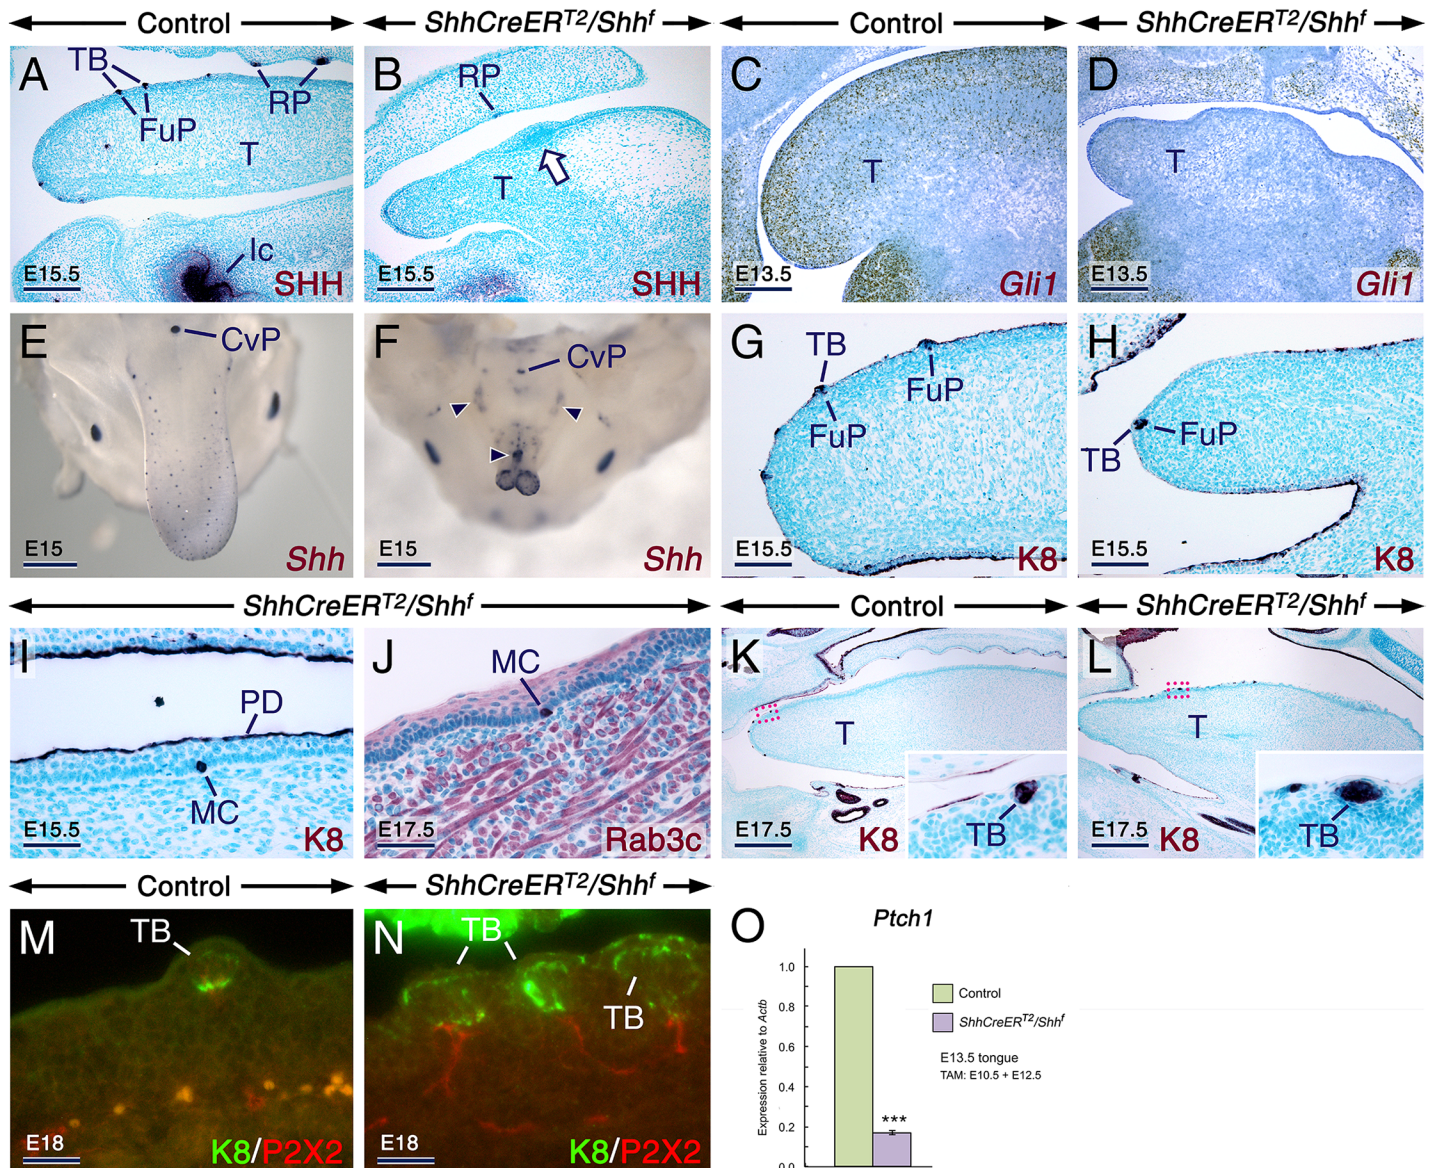 Control
ShhCreERT2/Shhf
Control
ShhCreERT2/Shhf
A
TB
FuP
RP
T
Ic
E15.5
SHH
B
RP
T
E15.5
SHH
C
T
E13.5
Gli1
D
T
E13.5
Gli1
E
CvP
E15
Shh
F
CvP
E15
Shh
G
TB
FuP
FuP
E15.5
K8
H
TB
FuP
E15.5
K8
ShhCreERT2/Shhf
Control
ShhCreERT2/Shhf
I
PD
MC
E15.5
K8
J
MC
E17.5
Rab3c
K
T
E17.5
K8
TB
L
T
E17.5
K8
TB
Control
ShhCreERT2/Shhf
M
TB
E18
K8/P2X2
N
TB
TB
E18
K8/P2X2
O
Ptch1
Expression relative to Actb
1.0
0.8
0.6
0.4
0.2
0.0
***
Control
ShhCreERT2/Shhf
E13.5 tongue
TAM: E10.5 + E12.5